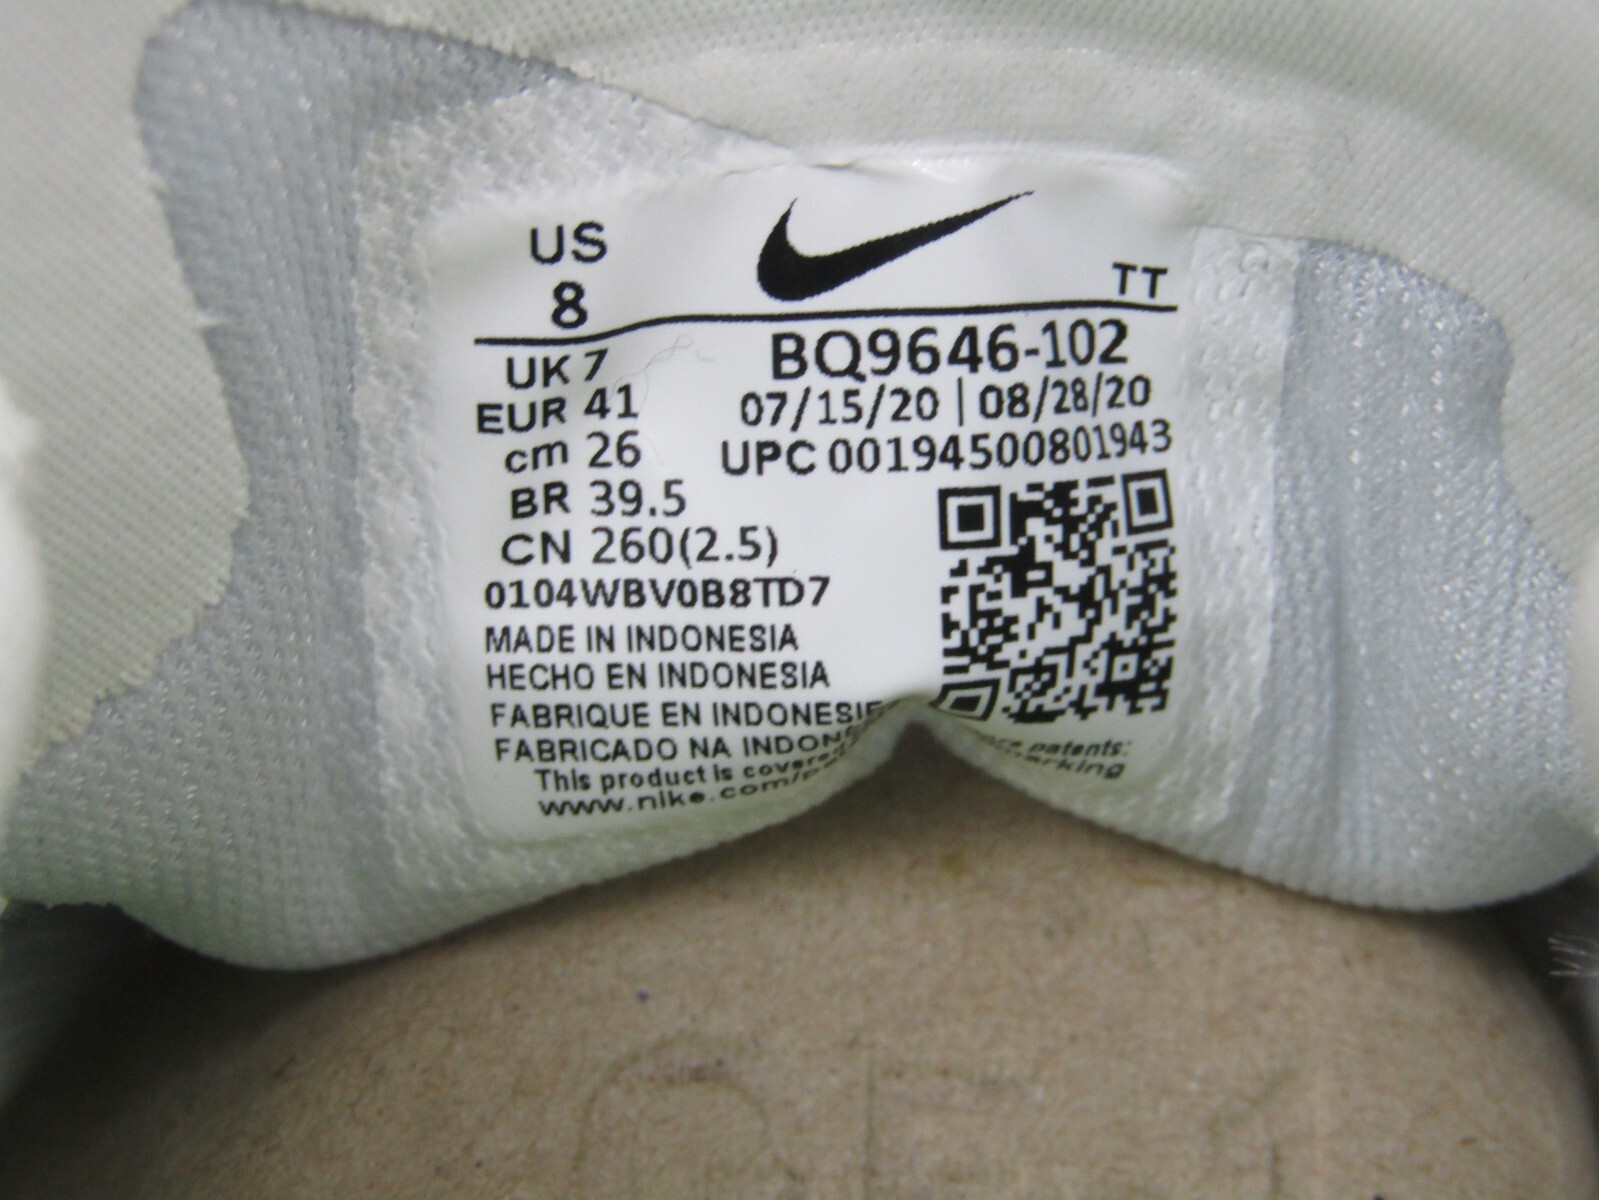 US
8
TT
UK 7
EUR 41
cm 26
BR 39.5
CN 260(2.5)
BQ9646-102
07/15/20 | 08/28/20
UPC 00194500801943
0104WBV0B8TD7
MADE IN INDONESIA
HECHO EN INDONESIA
FABRIQUE EN INDONESIE
FABRICADO NA
This product is covered patents:
www.nike.com/